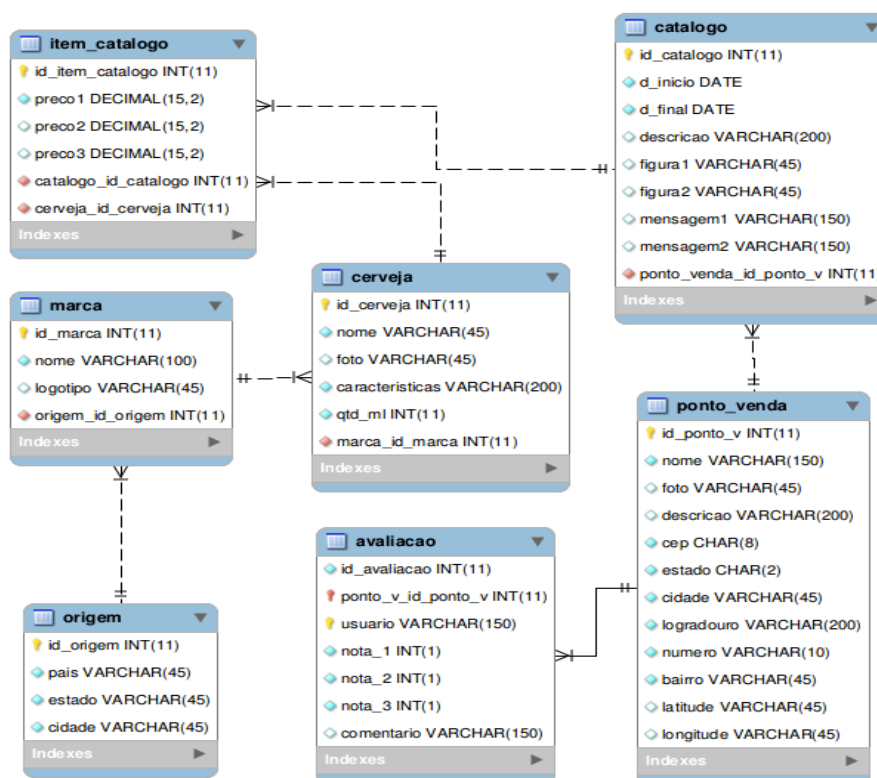 item_catalogo
id_item_catalogo INT(11)
preco1 DECIMAL(15,2)
preco2 DECIMAL(15,2)
preco3 DECIMAL(15,2)
catalogo_id_catalogo INT(11)
cerveja_id_cerveja INT(11)
Indexes
catalogo
id_catalogo INT(11)
d_inicio DATE
d_final DATE
descricao VARCHAR(200)
figura1 VARCHAR(45)
figura2 VARCHAR(45)
mensagem1 VARCHAR(150)
mensagem2 VARCHAR(150)
ponto_venda_id_ponto_v INT(11)
Indexes
marca
id_marca INT(11)
nome VARCHAR(100)
logotipo VARCHAR(45)
origem_id_origem INT(11)
Indexes
cerveja
id_cerveja INT(11)
nome VARCHAR(45)
foto VARCHAR(45)
caracteristicas VARCHAR(200)
qtd_ml INT(11)
marca_id_marca INT(11)
Indexes
ponto_venda
id_ponto_v INT(11)
nome VARCHAR(150)
foto VARCHAR(45)
descricao VARCHAR(200)
cep CHAR(8)
estado CHAR(2)
cidade VARCHAR(45)
logradouro VARCHAR(200)
numero VARCHAR(10)
bairro VARCHAR(45)
latitude VARCHAR(45)
longitude VARCHAR(45)
Indexes
avaliacao
id_avaliacao INT(11)
ponto_v_id_ponto_v INT(11)
usuario VARCHAR(150)
nota_1 INT(1)
nota_2 INT(1)
nota_3 INT(1)
comentario VARCHAR(150)
Indexes
origem
id_origem INT(11)
pais VARCHAR(45)
estado VARCHAR(45)
cidade VARCHAR(45)
Indexes